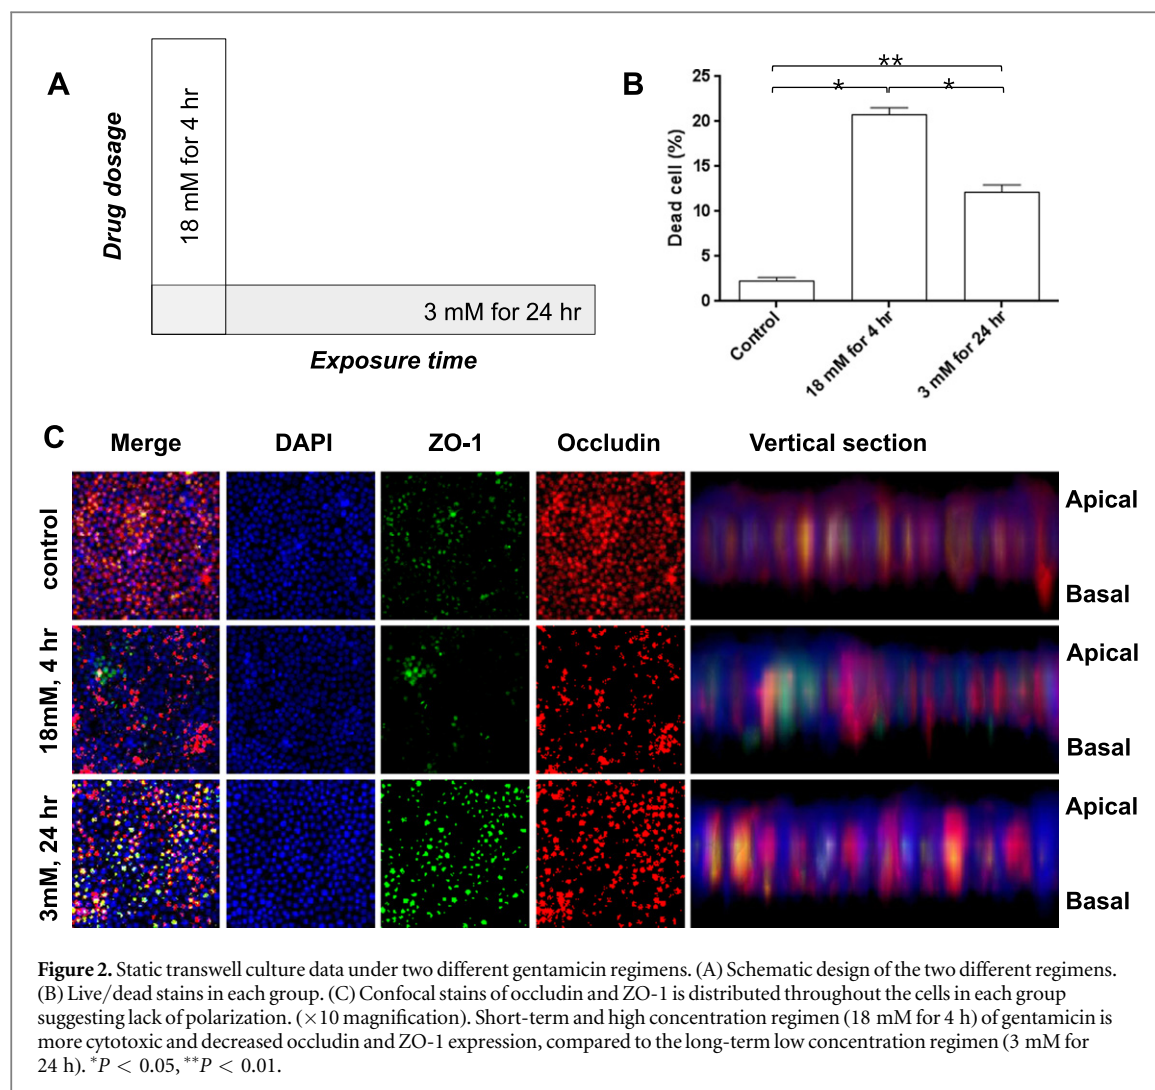 A
Drug dosage
18 mM for 4 hr
3 mM for 24 hr
Exposure time
B
**
*
*
Dead cell (%)
25
20
15
10
5
0
Control
18 mM for 4 hr
3 mM for 24 hr
C
Merge
DAPI
ZO-1
Occludin
Vertical section
control
Apical
Basal
18mM, 4 hr
Apical
Basal
3mM, 24 hr
Apical
Basal
Figure 2. Static transwell culture data under two different gentamicin regimens. (A) Schematic design of the two different regimens.
(B) Live/dead stains in each group. (C) Confocal stains of occludin and ZO-1 is distributed throughout the cells in each group
suggesting lack of polarization. (×10 magnification). Short-term and high concentration regimen (18 mM for 4 h) of gentamicin is
more cytotoxic and decreased occludin and ZO-1 expression, compared to the long-term low concentration regimen (3 mM for
24 h). *P < 0.05, **P < 0.01.